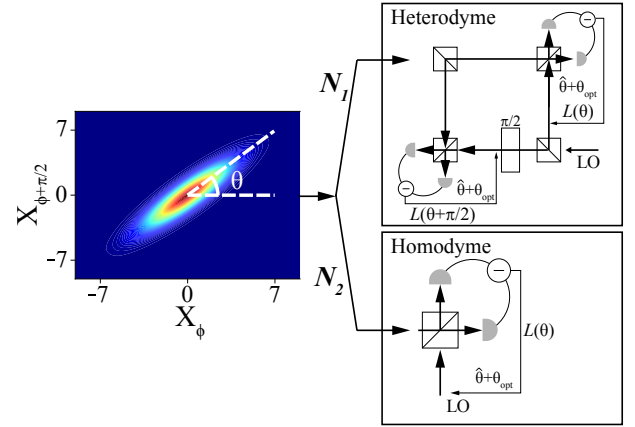 X_{ϕ+π/2}
7
0
-7
-7
0
7
X_ϕ
θ
N_1
N_2
Heterodyme
−
θ̂+θ_opt
L(θ)
π/2
LO
−
θ̂+θ_opt
L(θ+π/2)
Homodyme
−
L(θ)
θ̂+θ_opt
LO